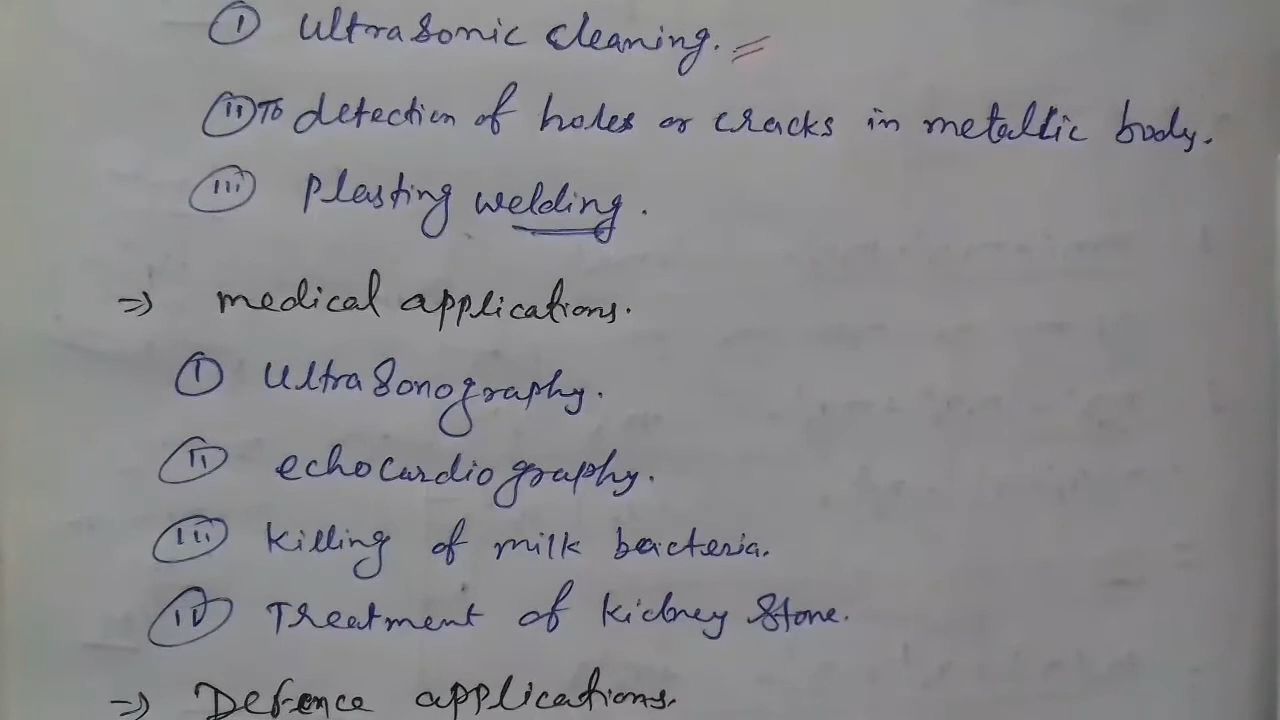 (i) Ultrasonic cleaning.
(ii) To detection of holes or cracks in metallic body.
(iii) Plasting welding.
=> medical applications.
(i) Ultrasonography.
(ii) echocardiography.
(iii) Killing of milk bacteria.
(iv) Treatment of Kidney Stone.
=> Defence applications.